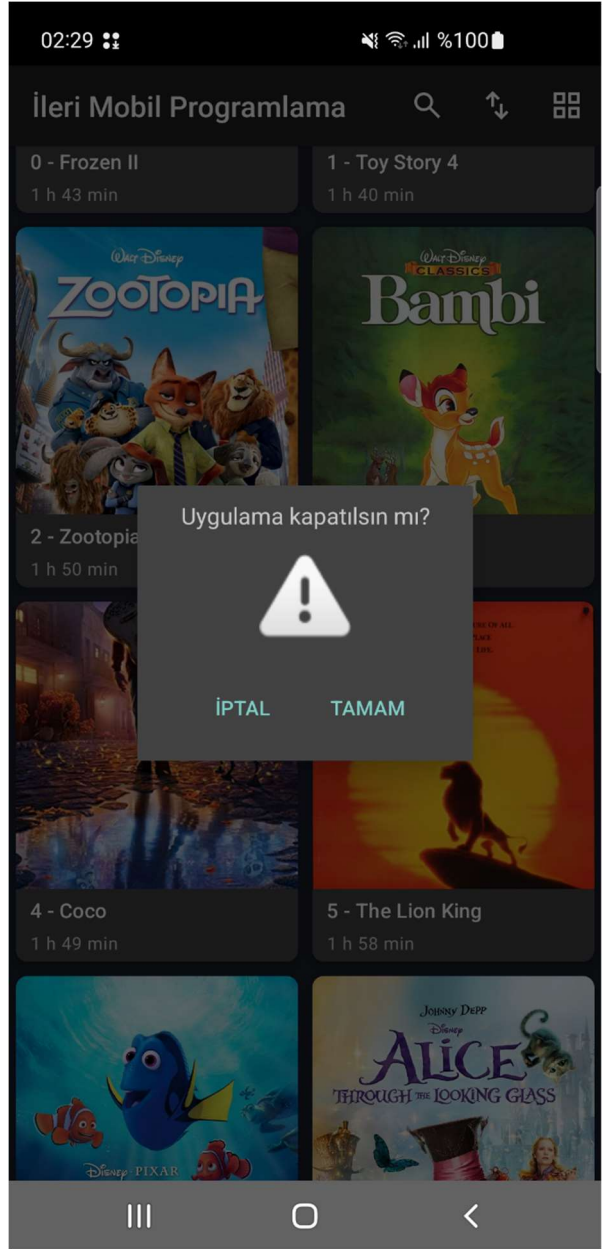 02:29
%100
İleri Mobil Programlama
0 - Frozen II
1 - Toy Story 4
1 h 43 min
1 h 40 min
WALT DISNEY
ZOOTOPIA
WALT DISNEY
CLASSICS
Bambi
Uygulama kapatılsın mı?
2 - Zootopia
1 h 50 min
İPTAL
TAMAM
4 - Coco
5 - The Lion King
1 h 49 min
1 h 58 min
DISNEY · PIXAR
JOHNNY DEPP
DISNEY
ALICE
THROUGH THE LOOKING GLASS